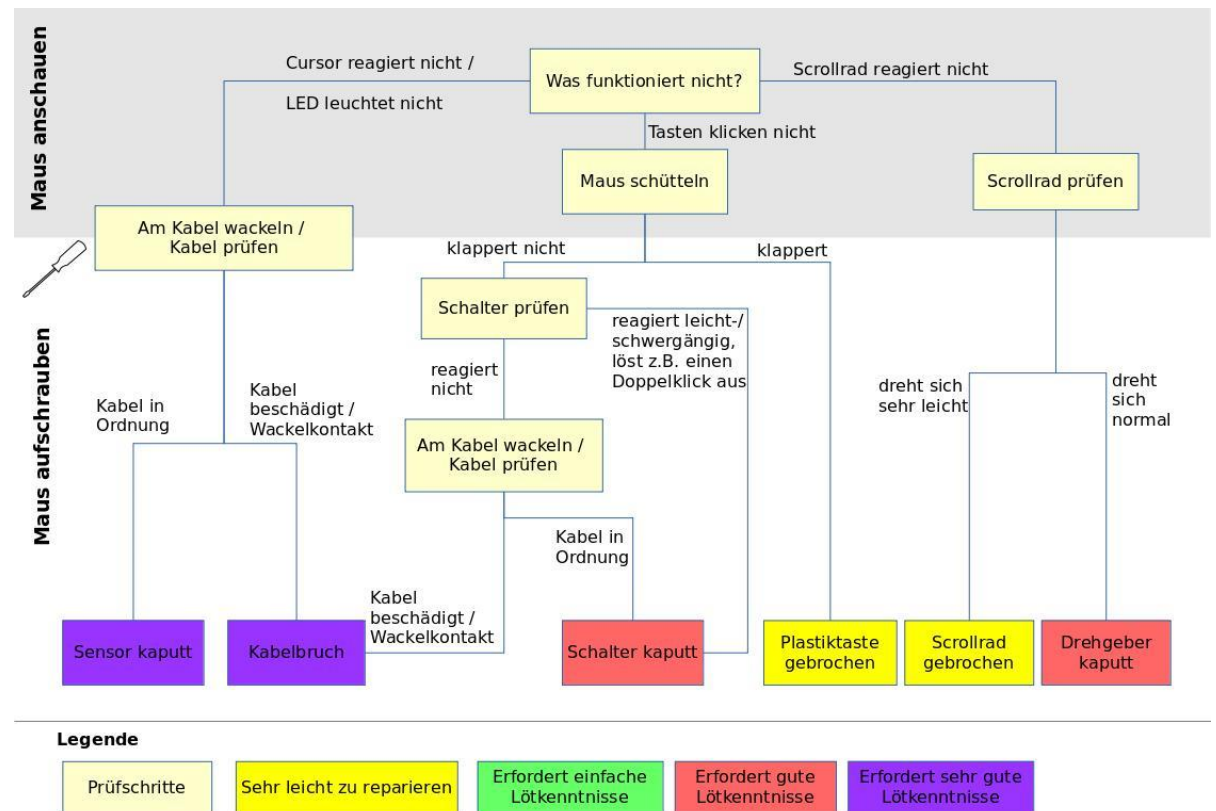 Maus anschauen
Cursor reagiert nicht /
LED leuchtet nicht
Was funktioniert nicht?
Scrollrad reagiert nicht
Tasten klicken nicht
Maus schütteln
Scrollrad prüfen
Am Kabel wackeln /
Kabel prüfen
Maus aufschrauben
klappert nicht
klappert
Schalter prüfen
reagiert leicht-/
schwergängig,
löst z.B. einen
Doppelklick aus
reagiert
nicht
Kabel in
Ordnung
Kabel
beschädigt /
Wackelkontakt
dreht sich
sehr leicht
dreht
sich
normal
Am Kabel wackeln /
Kabel prüfen
Kabel in
Ordnung
Kabel
beschädigt /
Wackelkontakt
Sensor kaputt
Kabelbruch
Schalter kaputt
Plastiktaste
gebrochen
Scrollrad
gebrochen
Drehgeber
kaputt
Legende
Prüfschritte
Sehr leicht zu reparieren
Erfordert einfache
Lötkenntnisse
Erfordert gute
Lötkenntnisse
Erfordert sehr gute
Lötkenntnisse